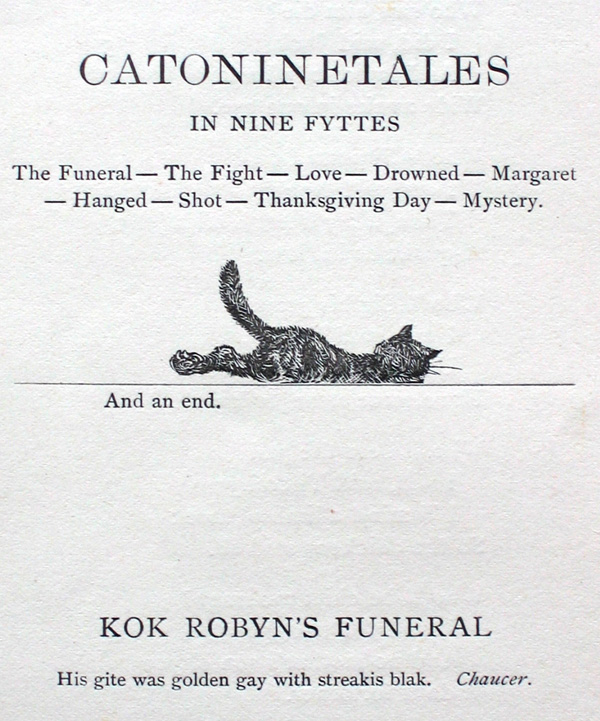 CATONINETALES
IN NINE FYTTES
The Funeral — The Fight — Love — Drowned — Margaret
— Hanged — Shot — Thanksgiving Day — Mystery.
And an end.
KOK ROBYN'S FUNERAL
His gite was golden gay with streakis blak. Chaucer.